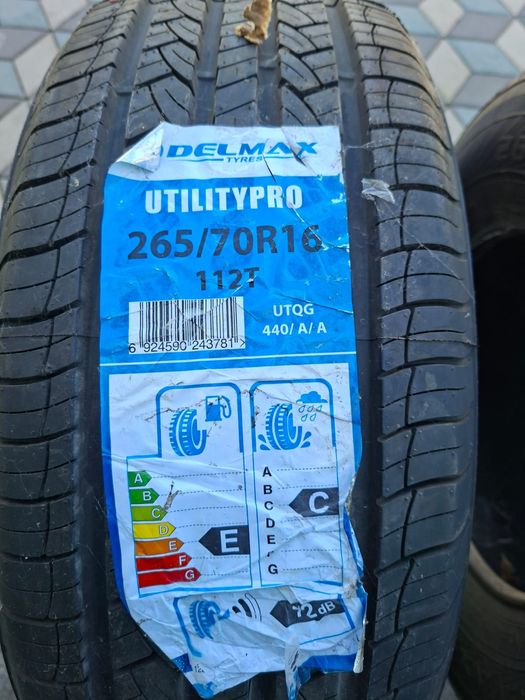 DELMAX
TYRES
UTILITYPRO
265/70R16
112T
UTQG
440/A/A
6 924590 243781 >
A
B
C
D
E
F
G
E
A
B
C
E
G
C
72dB